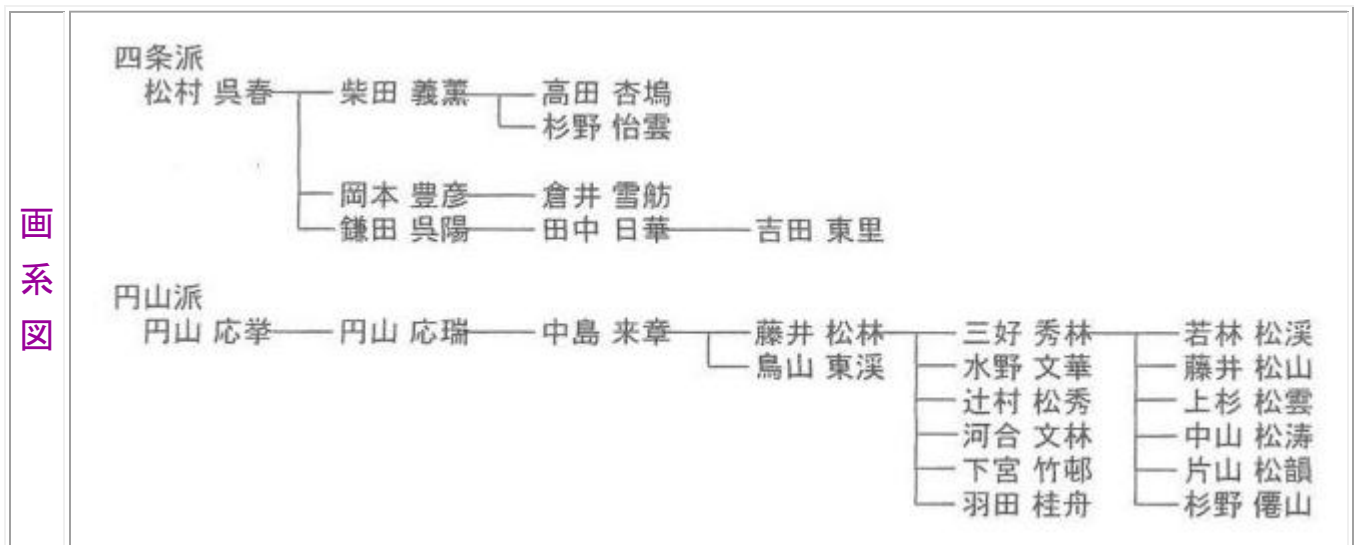 画系図
四条派
松村 呉春 柴田 義薫 高田 杏塢
杉野 怡雲
岡本 豊彦 倉井 雪舫
鎌田 呉陽 田中 日華 吉田 東里
円山派
円山 応挙 円山 応瑞 中島 来章 藤井 松林 三好 秀林 若林 松渓
鳥山 東渓 水野 文華 藤井 松山
辻村 松秀 上杉 松雲
河合 文林 中山 松涛
下宮 竹邨 片山 松韻
羽田 桂舟 杉野 僊山